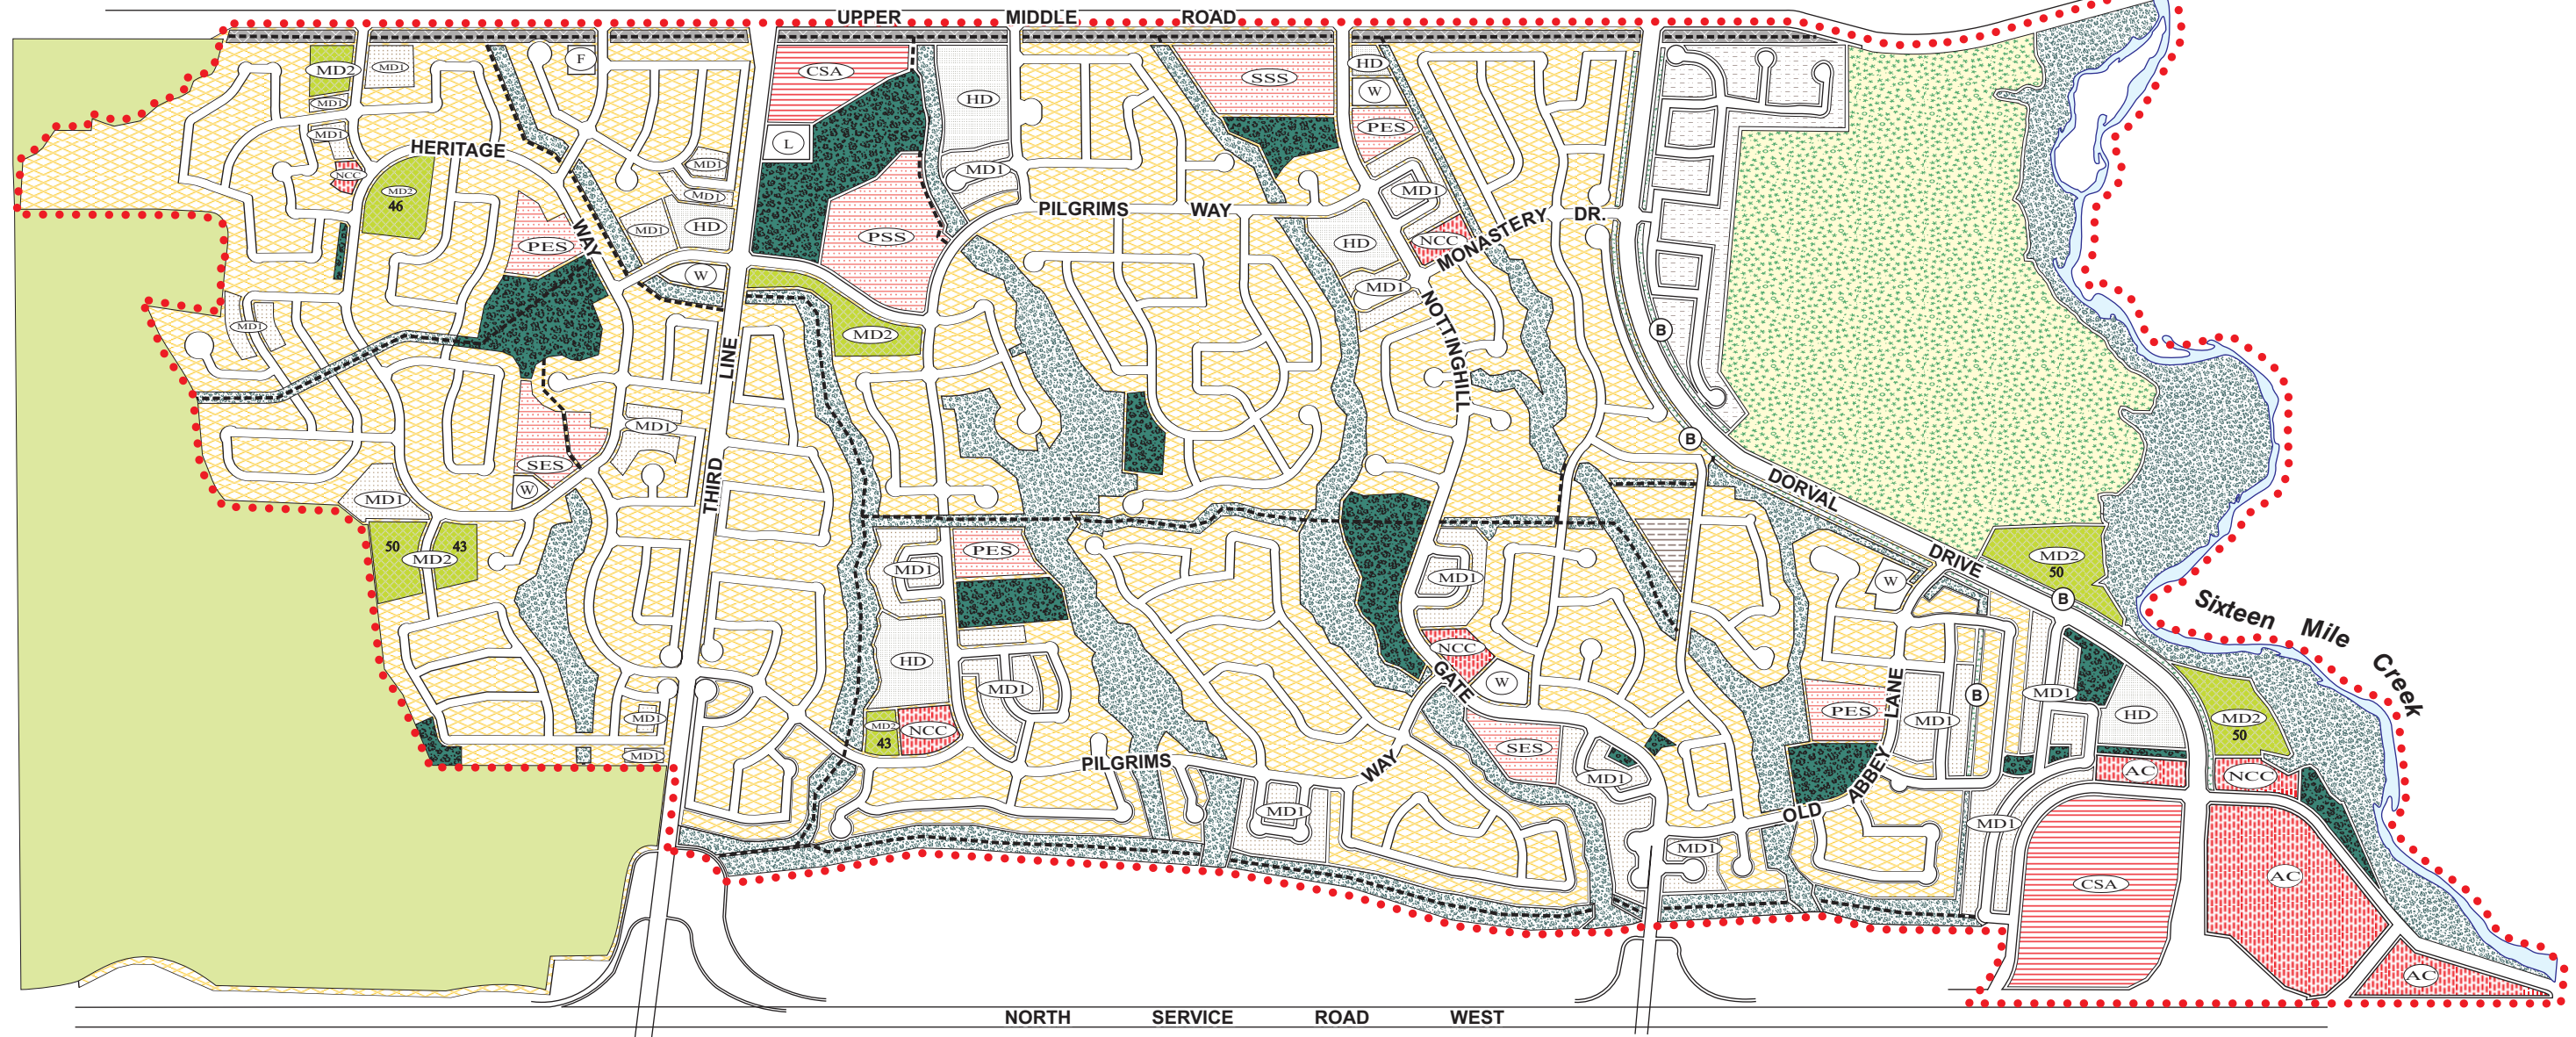 UPPER MIDDLE ROAD
MD2
MD1
F
CSA
HD
SSS
HD
W
MD1
MD1
L
PES
HERITAGE
MD1
MD1
NCC
MD2
46
MD1
MD1
PILGRIMS WAY
MONASTERY DR.
PES
WAY
MD1
HD
PSS
HD
NCC
W
MD1
NOTTINGHILL
MD1
MD2
B
LINE
MD1
B
SES
W
MD1
THIRD
DORVAL
50
43
MD2
PES
MD1
MD1
DRIVE
MD2
50
W
B
Sixteen Mile Creek
HD
MD1
NCC
GATE
W
PES
LANE
MD1
B
MD1
HD
MD2
50
MD1
MD2
43
NCC
SES
MD1
MD1
PILGRIMS
WAY
ABBEY
OLD
AC
NCC
MD1
MD1
MD1
CSA
AC
AC
NORTH SERVICE ROAD WEST